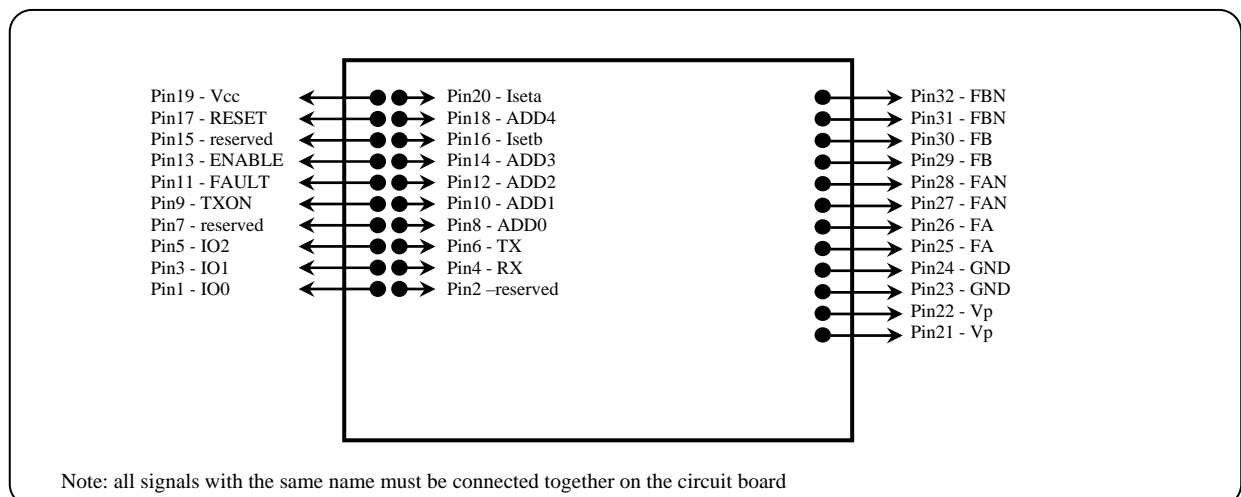 Pin19 - Vcc
Pin17 - RESET
Pin15 - reserved
Pin13 - ENABLE
Pin11 - FAULT
Pin9 - TXON
Pin7 - reserved
Pin5 - IO2
Pin3 - IO1
Pin1 - IO0
Pin20 - Iseta
Pin18 - ADD4
Pin16 - Isetb
Pin14 - ADD3
Pin12 - ADD2
Pin10 - ADD1
Pin8 - ADD0
Pin6 - TX
Pin4 - RX
Pin2 –reserved
Pin32 - FBN
Pin31 - FBN
Pin30 - FB
Pin29 - FB
Pin28 - FAN
Pin27 - FAN
Pin26 - FA
Pin25 - FA
Pin24 - GND
Pin23 - GND
Pin22 - Vp
Pin21 - Vp
Note: all signals with the same name must be connected together on the circuit board